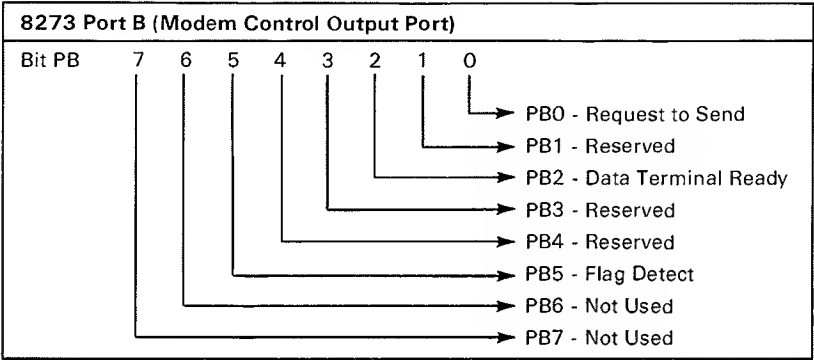 8273 Port B (Modem Control Output Port)
Bit PB 7 6 5 4 3 2 1 0
PB0 - Request to Send
PB1 - Reserved
PB2 - Data Terminal Ready
PB3 - Reserved
PB4 - Reserved
PB5 - Flag Detect
PB6 - Not Used
PB7 - Not Used